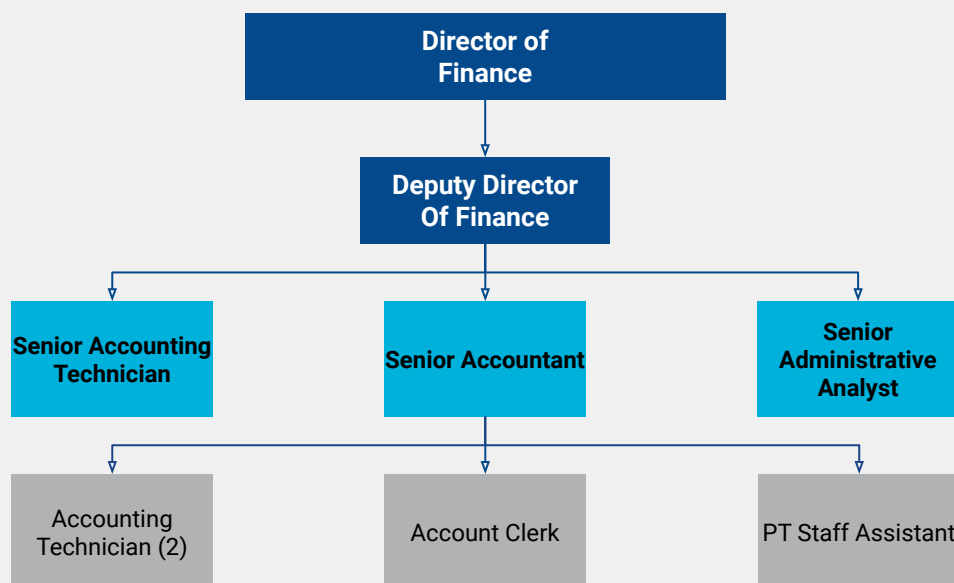 Director of
Finance
Deputy Director
Of Finance
Senior Accounting
Technician
Senior Accountant
Senior
Administrative
Analyst
Accounting
Technician (2)
Account Clerk
PT Staff Assistant